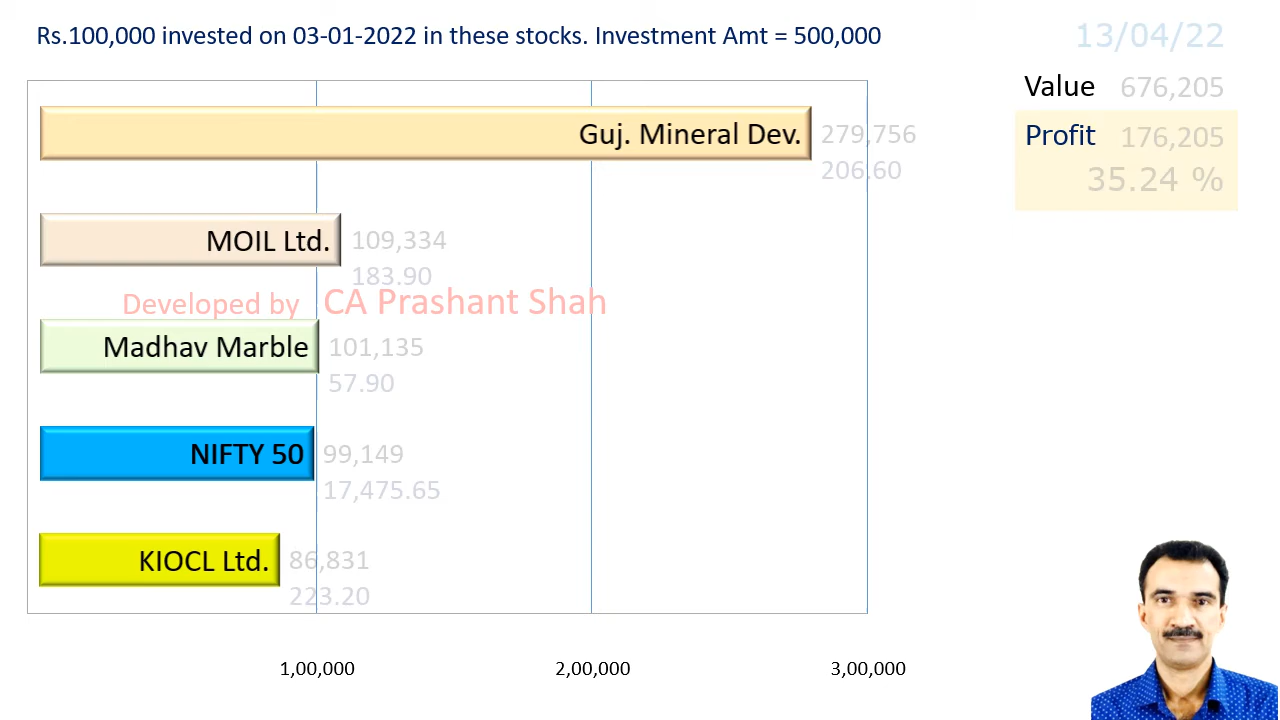 Rs.100,000 invested on 03-01-2022 in these stocks. Investment Amt = 500,000
13/04/22
Value 676,205
Profit 176,205
35.24 %
Guj. Mineral Dev. 279,756
206.60
MOIL Ltd. 109,334
183.90
Developed by CA Prashant Shah
Madhav Marble 101,135
57.90
NIFTY 50 99,149
17,475.65
KIOCL Ltd. 86,831
223.20
1,00,000 2,00,000 3,00,000